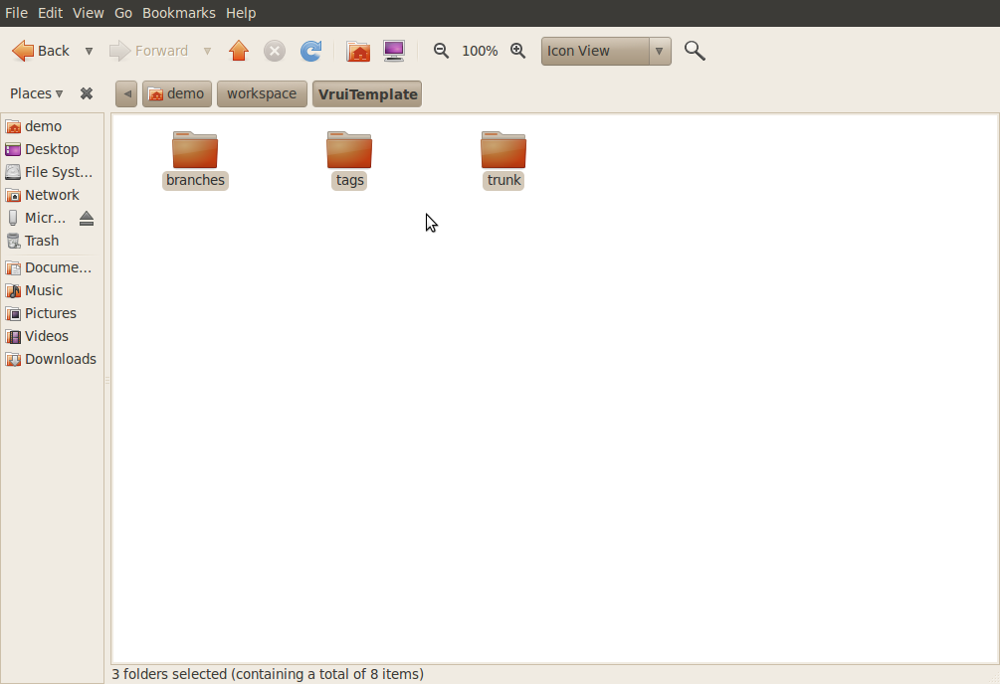 File Edit View Go Bookmarks Help
Back Forward 100% Icon View
Places demo workspace VruiTemplate
demo
Desktop
File Syst...
Network
Micr...
Trash
Docume...
Music
Pictures
Videos
Downloads
branches tags trunk
3 folders selected (containing a total of 8 items)